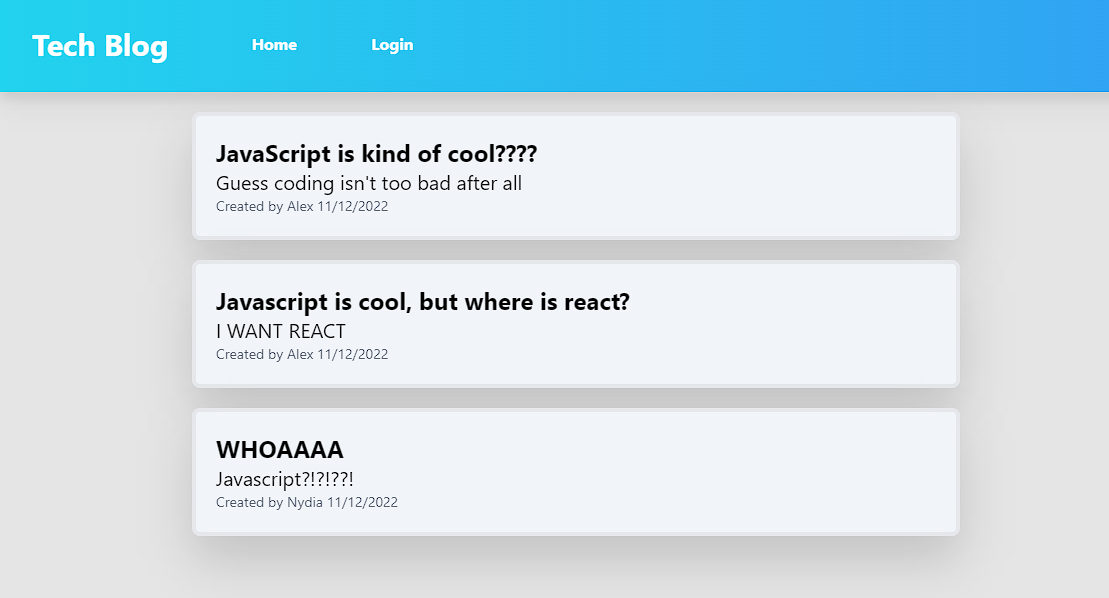 Tech Blog Home Login
JavaScript is kind of cool????
Guess coding isn't too bad after all
Created by Alex 11/12/2022
Javascript is cool, but where is react?
I WANT REACT
Created by Alex 11/12/2022
WHOAAAA
Javascript?!?!??!
Created by Nydia 11/12/2022